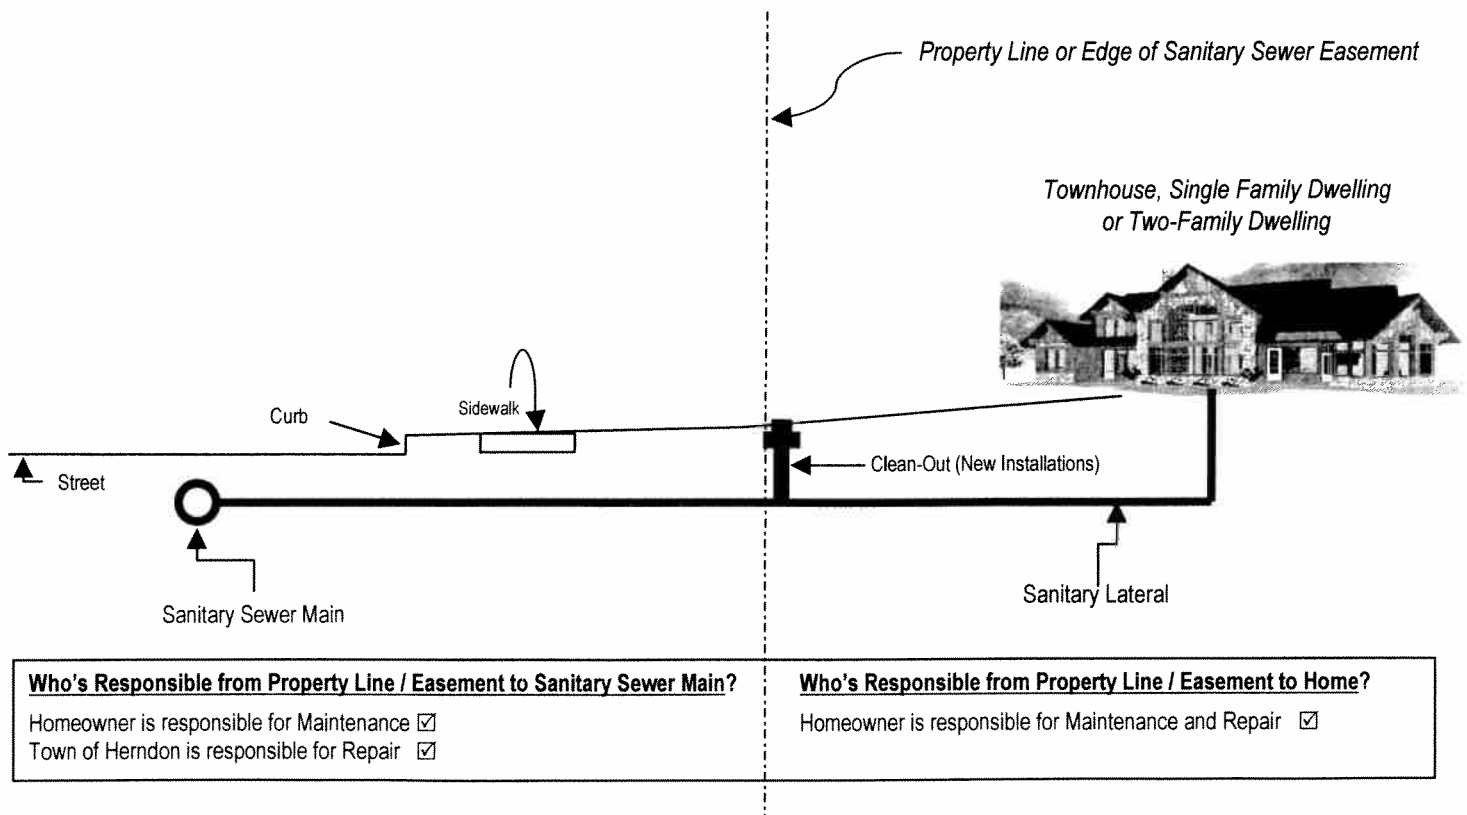 Property Line or Edge of Sanitary Sewer Easement
Townhouse, Single Family Dwelling
or Two-Family Dwelling
Curb
Sidewalk
Clean-Out (New Installations)
Street
Sanitary Sewer Main
Sanitary Lateral
Who's Responsible from Property Line / Easement to Sanitary Sewer Main?
Homeowner is responsible for Maintenance ☑
Town of Herndon is responsible for Repair ☑
Who's Responsible from Property Line / Easement to Home?
Homeowner is responsible for Maintenance and Repair ☑